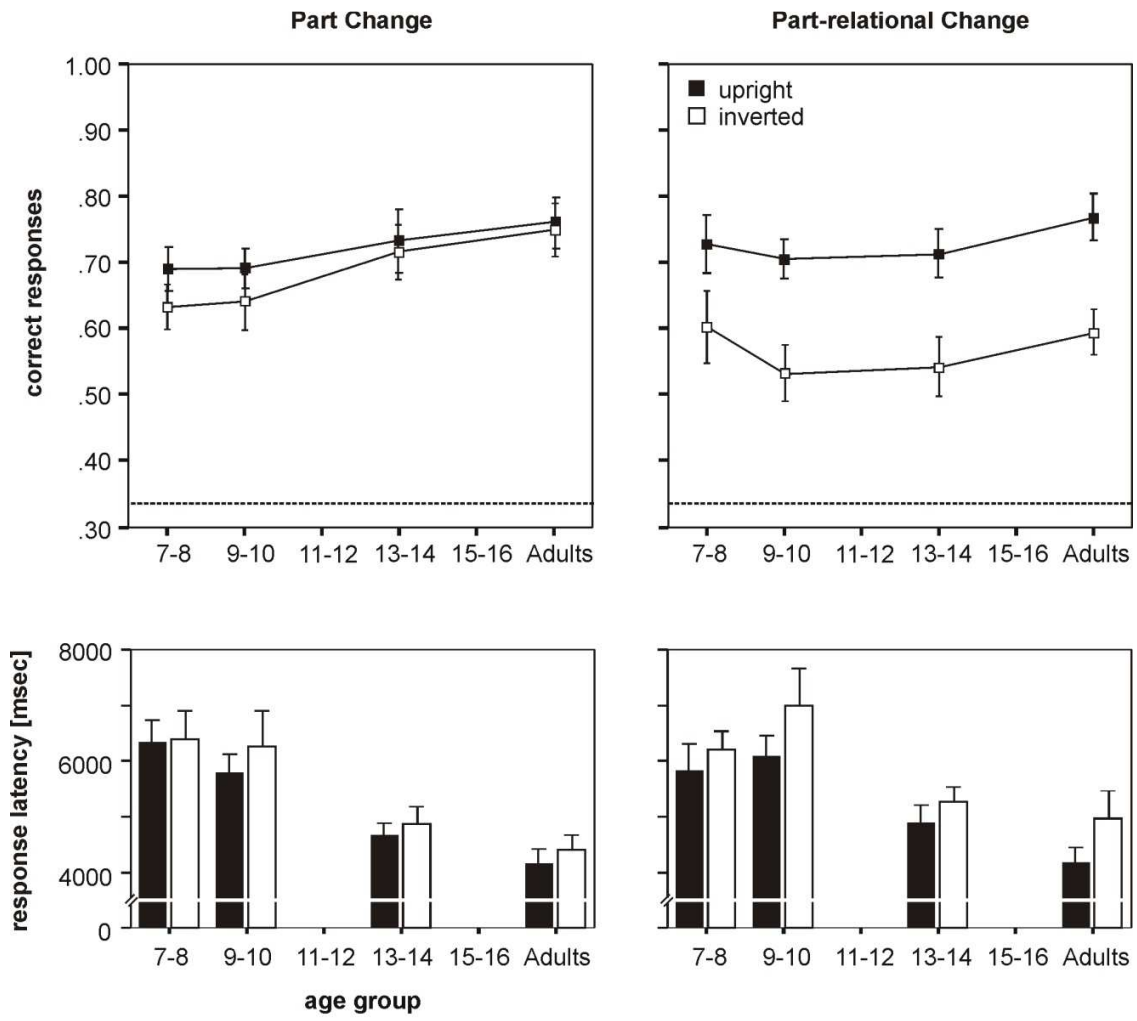 Part Change
Part-relational Change
correct responses
1.00
.90
.80
.70
.60
.50
.40
.30
upright
inverted
7-8 9-10 11-12 13-14 15-16 Adults
7-8 9-10 11-12 13-14 15-16 Adults
response latency [msec]
8000
6000
4000
0
7-8 9-10 11-12 13-14 15-16 Adults
7-8 9-10 11-12 13-14 15-16 Adults
age group